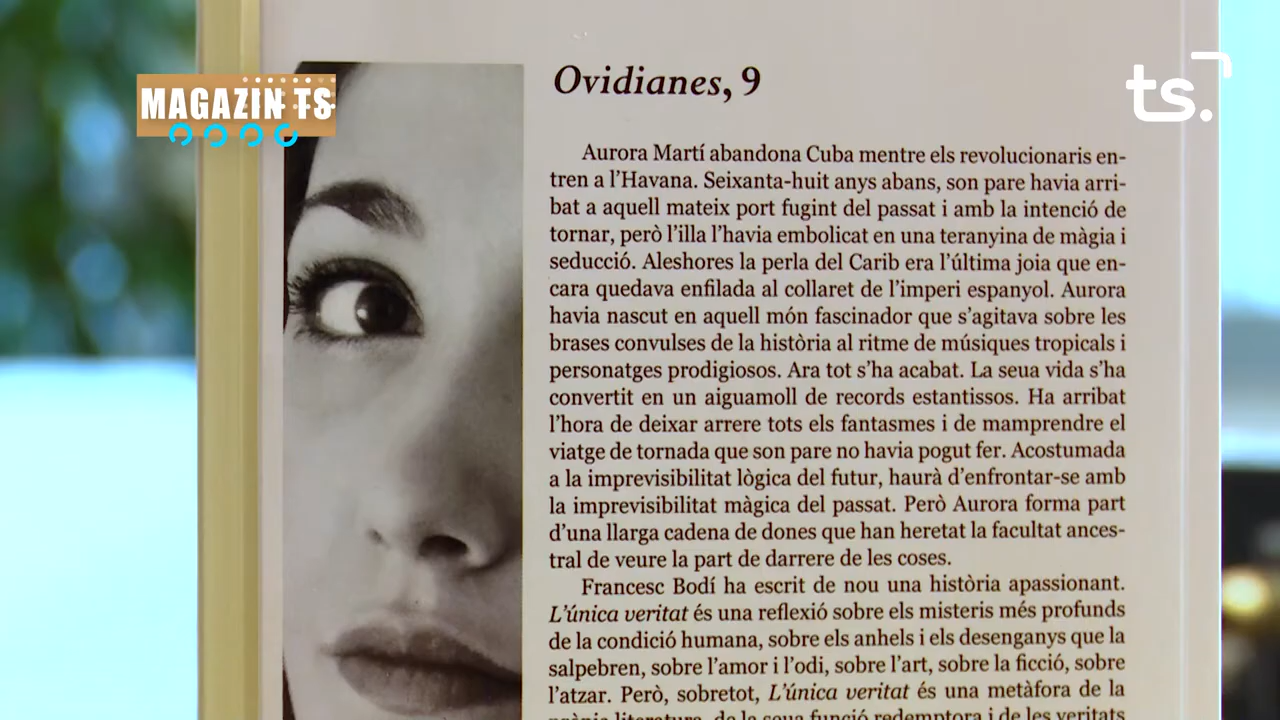 MAGAZIN TS
ts.
Ovidianes, 9
Aurora Martí abandona Cuba mentre els revolucionaris en-
tren a l’Havana. Seixanta-huit anys abans, son pare havia arri-
bat a aquell mateix port fugint del passat i amb la intenció de
tornar, però l’illa l’havia embolicat en una teranyina de màgia i
seducció. Aleshores la perla del Carib era l’última joia que en-
cara quedava enfilada al collaret de l’imperi espanyol. Aurora
havia nascut en aquell món fascinador que s’agitava sobre les
brases convulses de la història al ritme de músiques tropicals i
personatges prodigiosos. Ara tot s’ha acabat. La seua vida s’ha
convertit en un aiguamoll de records estantissos. Ha arribat
l’hora de deixar arrere tots els fantasmes i de mamprendre el
viatge de tornada que son pare no havia pogut fer. Acostumada
a la imprevisibilitat lògica del futur, haurà d’enfrontar-se amb
la imprevisibilitat màgica del passat. Però Aurora forma part
d’una llarga cadena de dones que han heretat la facultat ances-
tral de veure la part de darrere de les coses.
Francesc Bodí ha escrit de nou una història apassionant.
L’única veritat és una reflexió sobre els misteris més profunds
de la condició humana, sobre els anhels i els desenganys que la
salpebren, sobre l’amor i l’odi, sobre l’art, sobre la ficció, sobre
l’atzar. Però, sobretot, L’única veritat és una metàfora de la
pròpia literatura, de la seua funció redemptora i de les veritats